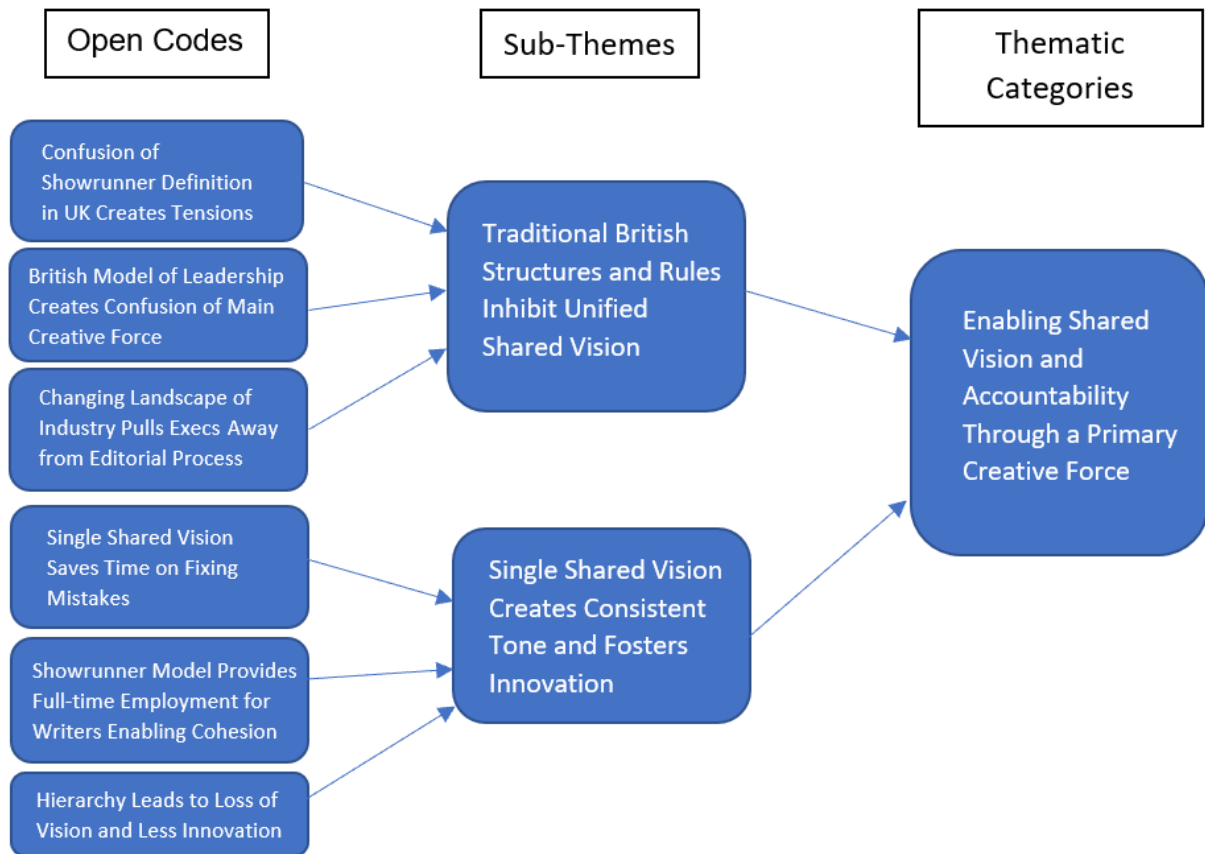 Open Codes
Sub-Themes
Thematic
Categories
Confusion of
Showrunner Definition
in UK Creates Tensions
British Model of Leadership
Creates Confusion of Main
Creative Force
Changing Landscape of
Industry Pulls Execs Away
from Editorial Process
Single Shared Vision
Saves Time on Fixing
Mistakes
Showrunner Model Provides
Full-time Employment for
Writers Enabling Cohesion
Hierarchy Leads to Loss of
Vision and Less Innovation
Traditional British
Structures and Rules
Inhibit Unified
Shared Vision
Single Shared Vision
Creates Consistent
Tone and Fosters
Innovation
Enabling Shared
Vision and
Accountability
Through a Primary
Creative Force